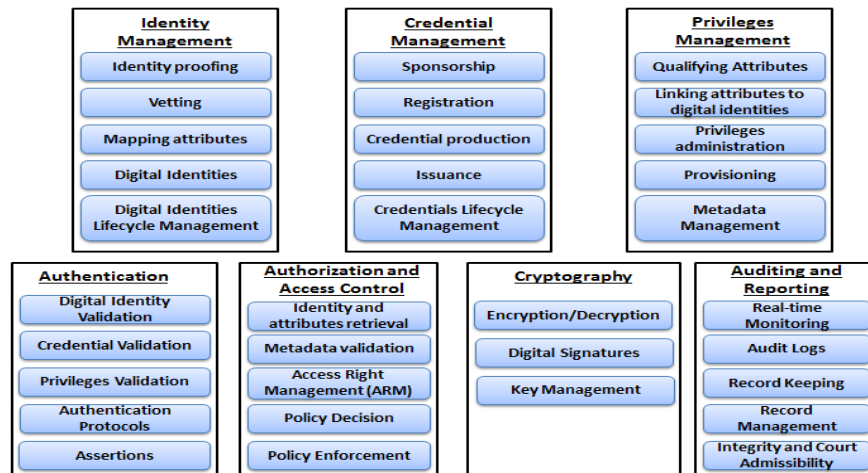 Identity
Management
Identity proofing
Vetting
Mapping attributes
Digital Identities
Digital Identities
Lifecycle Management
Credential
Management
Sponsorship
Registration
Credential production
Issuance
Credentials Lifecycle
Management
Privileges
Management
Qualifying Attributes
Linking attributes to
digital identities
Privileges
administration
Provisioning
Metadata
Management
Authentication
Digital Identity
Validation
Credential Validation
Privileges Validation
Authentication
Protocols
Assertions
Authorization and
Access Control
Identity and
attributes retrieval
Metadata validation
Access Right
Management (ARM)
Policy Decision
Policy Enforcement
Cryptography
Encryption/Decryption
Digital Signatures
Key Management
Auditing and
Reporting
Real-time
Monitoring
Audit Logs
Record Keeping
Record
Management
Integrity and Court
Admissibility